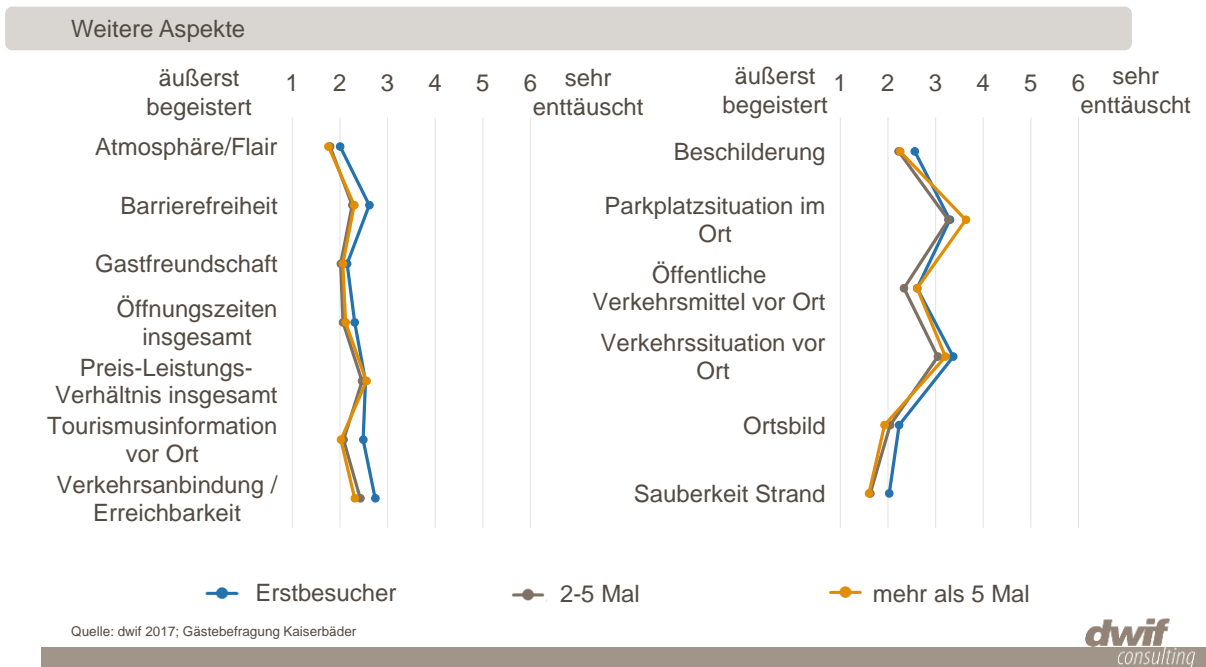 Weitere Aspekte
äußerst
begeistert
1 2 3 4 5 6
sehr
enttäuscht
Atmosphäre/Flair
Barrierefreiheit
Gastfreundschaft
Öffnungszeiten
insgesamt
Preis-Leistungs-
Verhältnis insgesamt
Tourismusinformation
vor Ort
Verkehrsanbindung /
Erreichbarkeit
äußerst
begeistert
1 2 3 4 5 6
sehr
enttäuscht
Beschilderung
Parkplatzsituation im
Ort
Öffentliche
Verkehrsmittel vor Ort
Verkehrssituation vor
Ort
Ortsbild
Sauberkeit Strand
Erstbesucher
2-5 Mal
mehr als 5 Mal
Quelle: dwif 2017; Gästebefragung Kaiserbäder
dwif
consulting